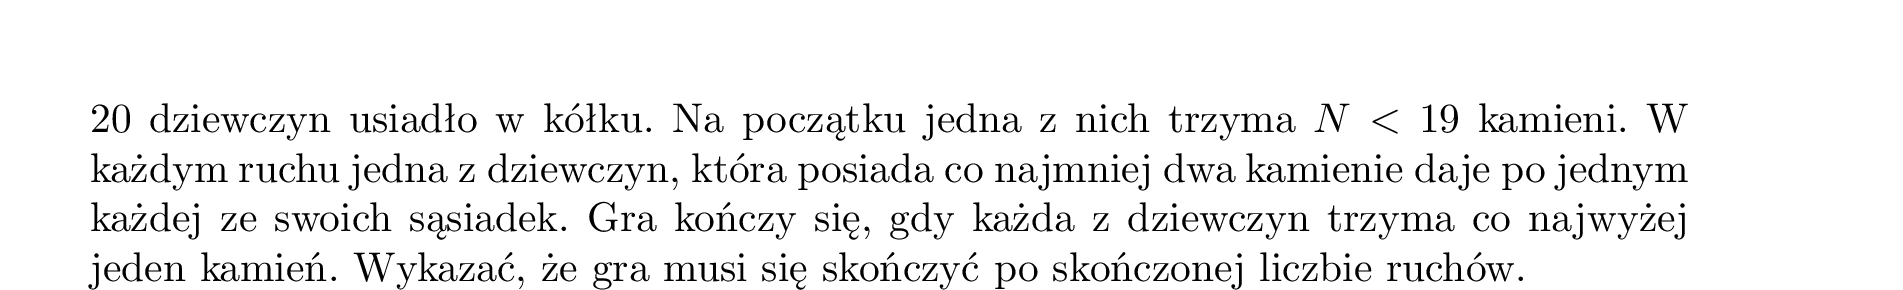 20 dziewczyn usiadło w kółku. Na początku jedna z nich trzyma N < 19 kamieni. W
każdym ruchu jedna z dziewczyn, która posiada co najmniej dwa kamienie daje po jednym
każdej ze swoich sąsiadek. Gra kończy się, gdy każda z dziewczyn trzyma co najwyżej
jeden kamień. Wykazać, że gra musi się skończyć po skończonej liczbie ruchów.